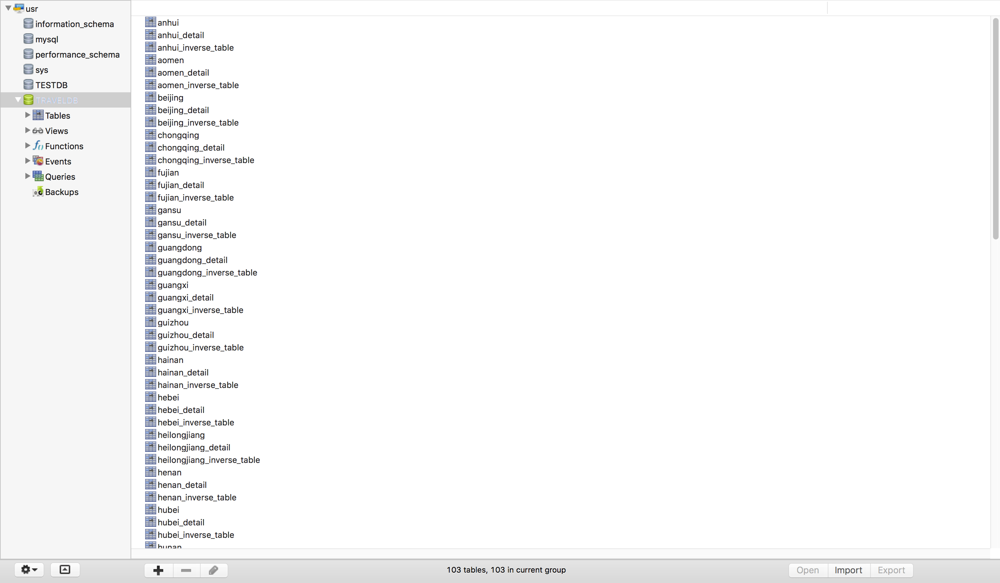 usr
information_schema
mysql
performance_schema
sys
TESTDB
TRAVELDB
Tables
Views
Functions
Events
Queries
Backups
anhui
anhui_detail
anhui_inverse_table
aomen
aomen_detail
aomen_inverse_table
beijing
beijing_detail
beijing_inverse_table
chongqing
chongqing_detail
chongqing_inverse_table
fujian
fujian_detail
fujian_inverse_table
gansu
gansu_detail
gansu_inverse_table
guangdong
guangdong_detail
guangdong_inverse_table
guangxi
guangxi_detail
guangxi_inverse_table
guizhou
guizhou_detail
guizhou_inverse_table
hainan
hainan_detail
hainan_inverse_table
hebei
hebei_detail
hebei_inverse_table
heilongjiang
heilongjiang_detail
heilongjiang_inverse_table
henan
henan_detail
henan_inverse_table
hubei
hubei_detail
hubei_inverse_table
hunan
103 tables, 103 in current group
Open Import Export